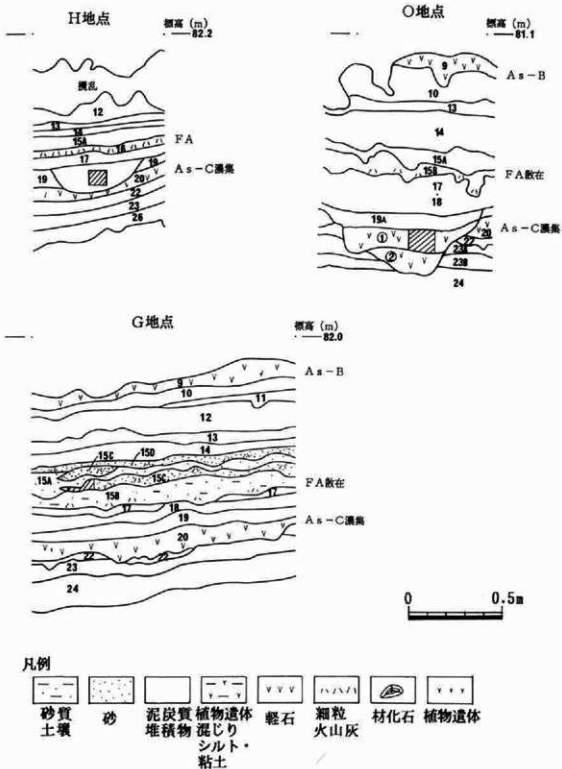 H地点
標高(m)
82.2
攪乱
12
13
14
15A
16
FA
17
19
19
As-C濃集
20
22
23
26
O地点
標高(m)
81.1
9
As-B
10
13
14
15A
15B
FA散在
17
18
19A
As-C濃集
①
20
22
23A
②
23B
24
G地点
標高(m)
82.0
As-B
9
10
11
12
13
14
15C
15D
15A
15C
15B
FA散在
17
17
18
19
As-C濃集
20
22
22
23
24
0
0.5m
凡例
砂質土壌
砂
泥炭質堆積物
植物遺体混じりシルト・粘土
軽石
細粒火山灰
材化石
植物遺体